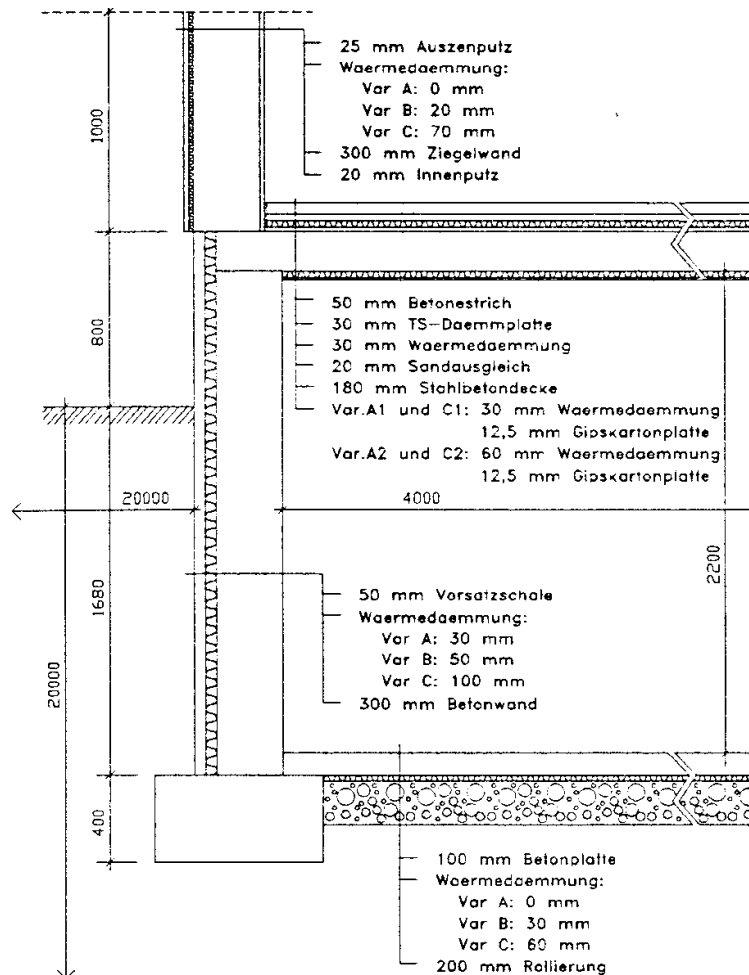 25 mm Auszenputz
Waermedaemmung:
Var A: 0 mm
Var B: 20 mm
Var C: 70 mm
300 mm Ziegelwand
20 mm Innenputz
1000
800
50 mm Betonestrich
30 mm TS-Daemmplatte
30 mm Waermedaemmung
20 mm Sandausgleich
180 mm Stahlbetondecke
Var.A1 und C1: 30 mm Waermedaemmung
12,5 mm Gipskartonplatte
Var.A2 und C2: 60 mm Waermedaemmung
12,5 mm Gipskartonplatte
20000
4000
2200
1680
20000
50 mm Vorsatzschale
Waermedaemmung:
Var A: 30 mm
Var B: 50 mm
Var C: 100 mm
300 mm Betonwand
400
100 mm Betonplatte
Waermedaemmung:
Var A: 0 mm
Var B: 30 mm
Var C: 60 mm
200 mm Rollierung